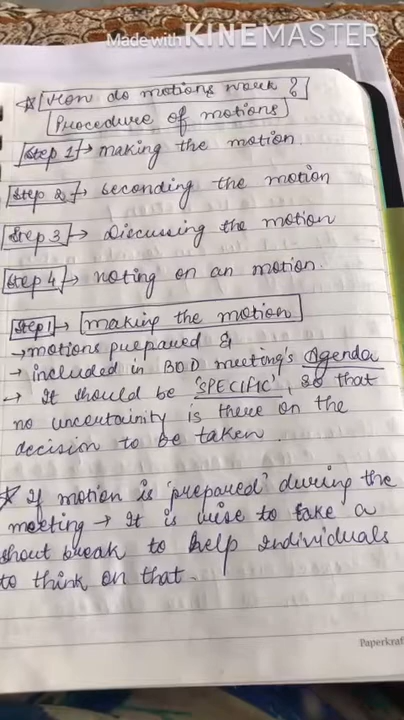 Made with KINEMASTER
☆ How do motions work?
Procedure of motions
Step 1 → making the motion
Step 2 → seconding the motion
Step 3 → Discussing the motion
Step 4 → noting on an motion.
Step 1 → making the motion
→ motions prepared &
→ included in BOD meeting's Agenda
→ It should be 'SPECIFIC', so that
no uncertainity is there on the
decision to be taken.
☆ If motion is 'prepared' during the
meeting → It is wise to take a
shout break to help individuals
to think on that.
Paperkraf